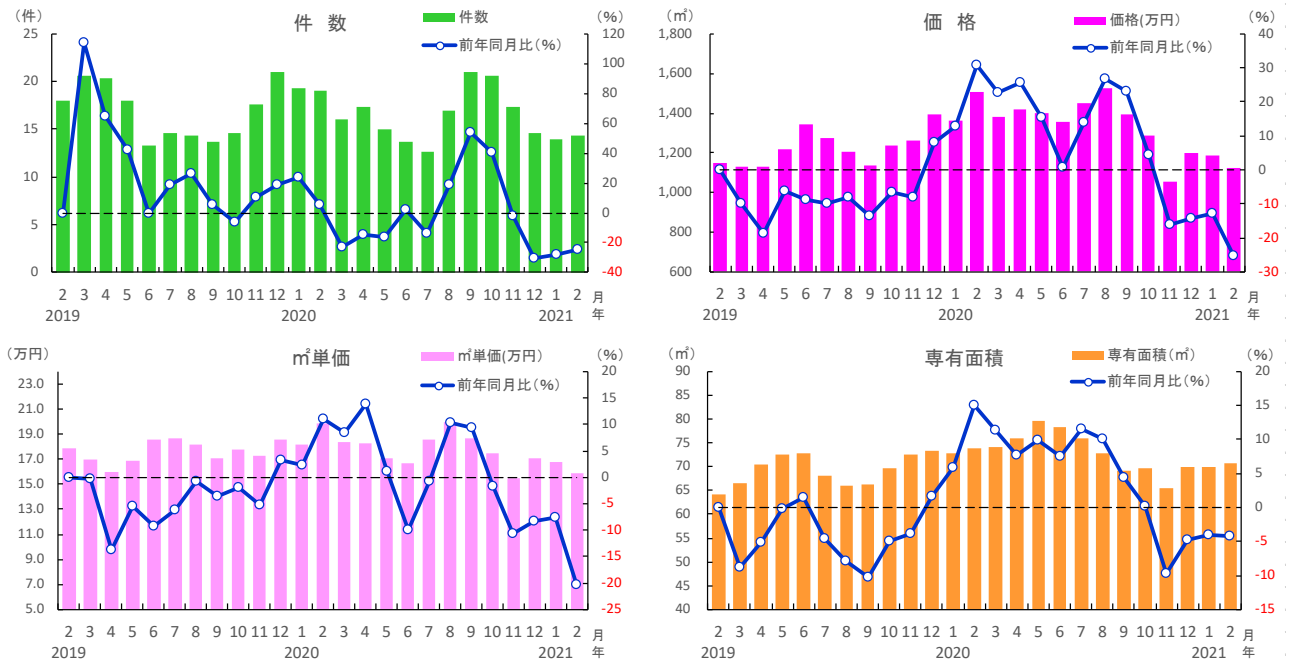 （件） 件 数 （%）
件数
前年同月比（%）
25 120
100
20 80
15 60
40
10 20
0
5 -20
0 -40
2 3 4 5 6 7 8 9 10 11 12 1 2 3 4 5 6 7 8 9 10 11 12 1 2 月
2019 2020 2021 年
（㎡） 価 格 （%）
価格(万円)
前年同月比（%）
1,800 40
1,600 30
20
1,400 10
1,200 0
1,000 -10
800 -20
600 -30
2 3 4 5 6 7 8 9 10 11 12 1 2 3 4 5 6 7 8 9 10 11 12 1 2 月
2019 2020 2021 年
（万円） ㎡単価 （%）
㎡単価(万円)
前年同月比（%）
23.0 20
21.0 15
19.0 10
17.0 5
15.0 0
13.0 -5
11.0 -10
9.0 -15
7.0 -20
5.0 -25
2 3 4 5 6 7 8 9 10 11 12 1 2 3 4 5 6 7 8 9 10 11 12 1 2 月
2019 2020 2021 年
（㎡） 専有面積 （%）
専有面積（㎡）
前年同月比（%）
90 20
85
80 15
75 10
70
65 5
60 0
55 -5
50
45 -10
40 -15
2 3 4 5 6 7 8 9 10 11 12 1 2 3 4 5 6 7 8 9 10 11 12 1 2 月
2019 2020 2021 年